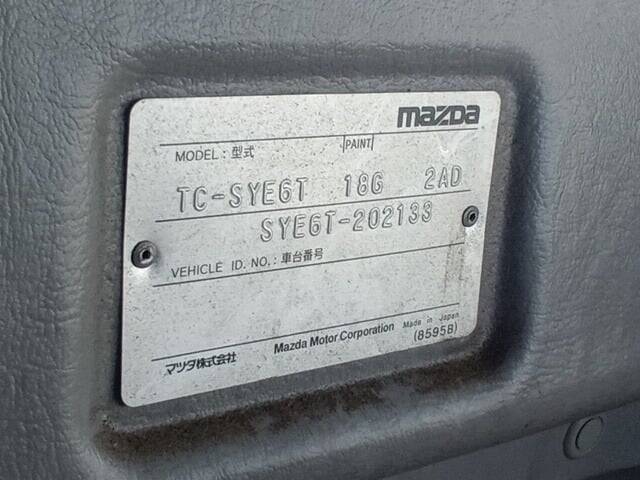 mazda
MODEL : 型式 PAINT
TC-SYE6T 18G 2AD
SYE6T-202133
VEHICLE ID. NO. : 車台番号
マツダ株式会社 Mazda Motor Corporation Made in Japan
(8595B)